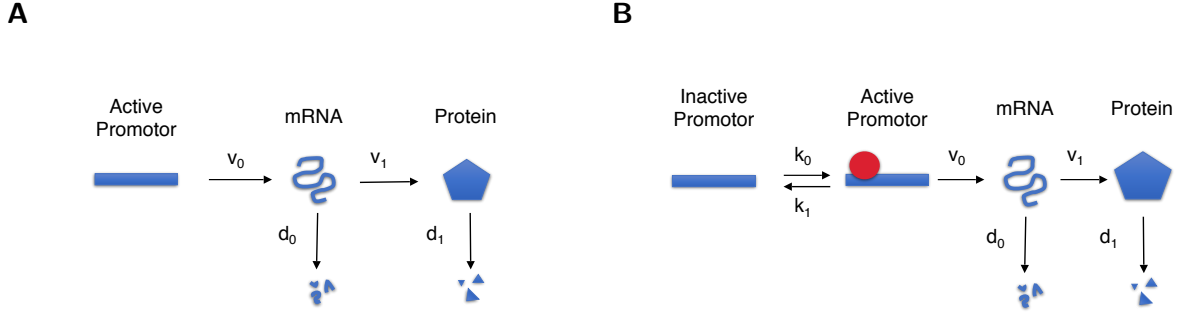 A
Active
Promotor
mRNA
Protein
v0
v1
d0
d1
B
Inactive
Promotor
Active
Promotor
mRNA
Protein
k0
k1
v0
v1
d0
d1